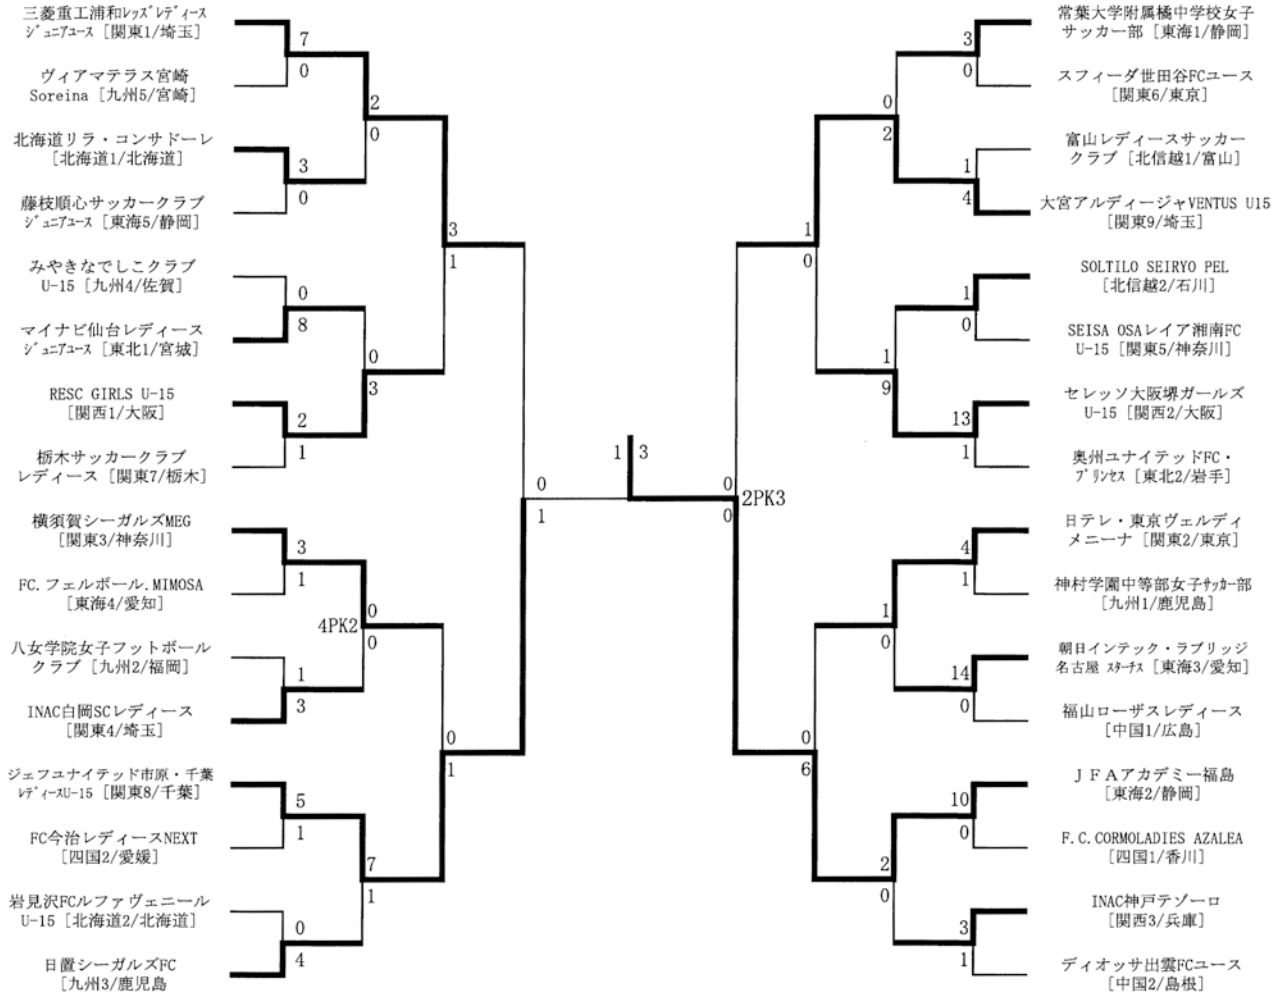 三菱重工浦和ﾚｯｽﾞﾚﾃﾞｨｰｽ
ｼﾞｭﾆｱﾕｰｽ［関東1/埼玉］
7
0
ヴィアマテラス宮崎
Soreina［九州5/宮崎］
2
0
北海道リラ・コンサドーレ
［北海道1/北海道］
3
0
藤枝順心サッカークラブ
ｼﾞｭﾆｱﾕｰｽ［東海5/静岡］
3
1
みやきなでしこクラブ
U-15［九州4/佐賀］
0
8
マイナビ仙台レディース
ｼﾞｭﾆｱﾕｰｽ［東北1/宮城］
0
3
RESC GIRLS U-15
［関西1/大阪］
2
1
栃木サッカークラブ
レディース［関東7/栃木］
0
1
横須賀シーガルズMEG
［関東3/神奈川］
3
1
FC.フェルボール.MIMOSA
［東海4/愛知］
4PK2
0
0
八女学院女子フットボール
クラブ［九州2/福岡］
1
3
INAC白岡SCレディース
［関東4/埼玉］
0
1
ジェフユナイテッド市原・千葉
ﾚﾃﾞｨｰｽU-15［関東8/千葉］
5
1
FC今治レディースNEXT
［四国2/愛媛］
7
1
岩見沢FCルファヴェニール
U-15［北海道2/北海道］
0
4
日置シーガルズFC
［九州3/鹿児島
1 3
常葉大学附属橘中学校女子
サッカー部［東海1/静岡］
3
0
スフィーダ世田谷FCユース
［関東6/東京］
0
2
富山レディースサッカー
クラブ［北信越1/富山］
1
4
大宮アルディージャVENTUS U15
［関東9/埼玉］
1
0
SOLTILO SEIRYO PEL
［北信越2/石川］
1
0
SEISA OSAレイア湘南FC
U-15［関東5/神奈川］
1
9
セレッソ大阪堺ガールズ
U-15［関西2/大阪］
13
1
奥州ユナイテッドFC・
ﾌﾟﾘﾝｾｽ［東北2/岩手］
0
0
2PK3
日テレ・東京ヴェルディ
メニーナ［関東2/東京］
4
1
神村学園中等部女子ｻｯｶｰ部
［九州1/鹿児島］
1
0
朝日インテック・ラブリッジ
名古屋 ｽﾀｰﾁｽ［東海3/愛知］
14
0
福山ローザスレディース
［中国1/広島］
0
6
ＪＦＡアカデミー福島
［東海2/静岡］
10
0
F.C.CORMOLADIES AZALEA
［四国1/香川］
2
0
INAC神戸テゾーロ
［関西3/兵庫］
3
1
ディオッサ出雲FCユース
［中国2/島根］